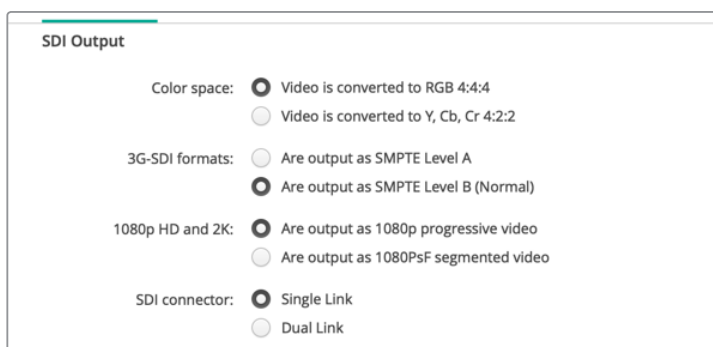 SDI Output
Color space: Video is converted to RGB 4:4:4
Video is converted to Y, Cb, Cr 4:2:2
3G-SDI formats: Are output as SMPTE Level A
Are output as SMPTE Level B (Normal)
1080p HD and 2K: Are output as 1080p progressive video
Are output as 1080PsF segmented video
SDI connector: Single Link
Dual Link